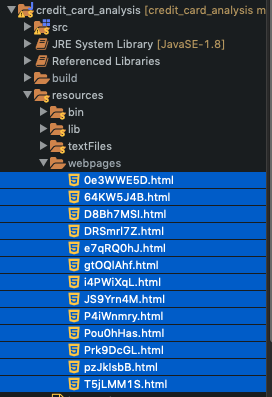 credit_card_analysis [credit_card_analysis m
src
JRE System Library [JavaSE-1.8]
Referenced Libraries
build
resources
bin
lib
textFiles
webpages
0e3WWE5D.html
64KW5J4B.html
D8Bh7MSI.html
DRSmrl7Z.html
e7qRQ0hJ.html
gtOQlAhf.html
i4PWiXqL.html
JS9Yrn4M.html
P4iWnmry.html
Pou0hHas.html
Prk9DcGL.html
pzJkIsbB.html
T5jLMM1S.html